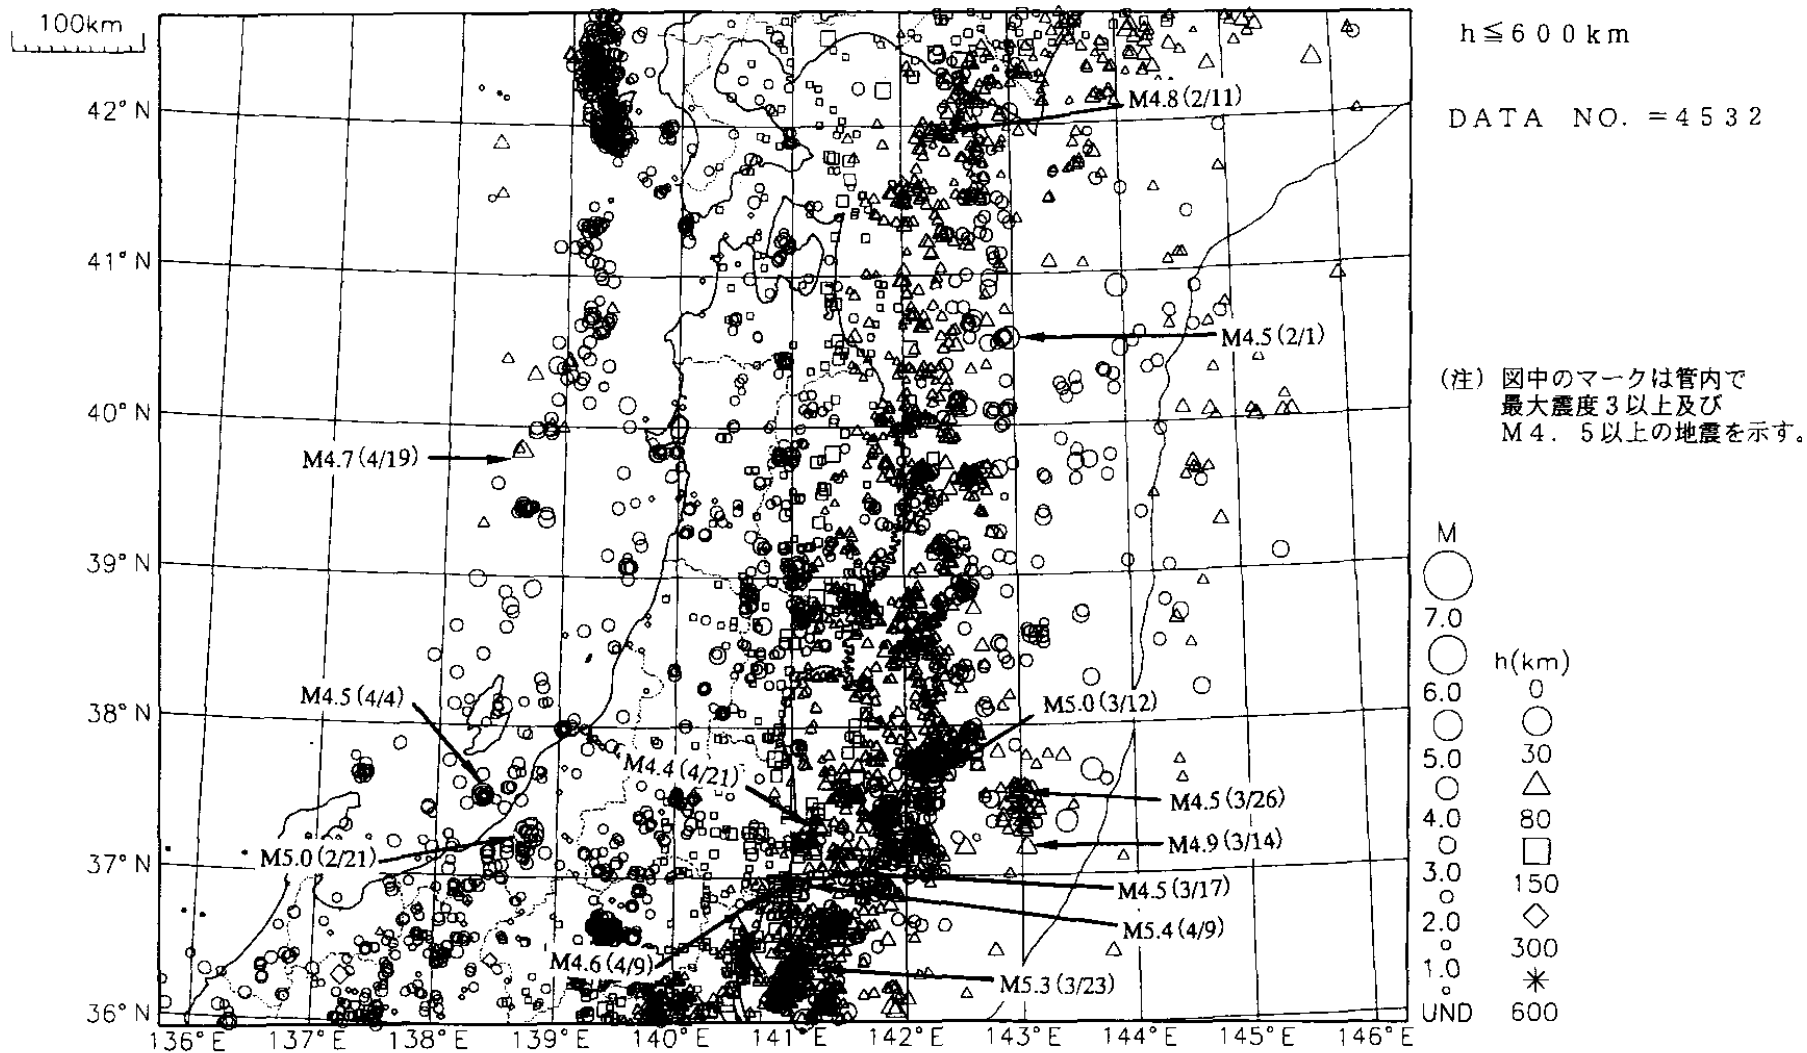 100km
h≦600km
DATA NO.=4532
42°N
41°N
40°N
39°N
38°N
37°N
36°N
136°E 137°E 138°E 139°E 140°E 141°E 142°E 143°E 144°E 145°E 146°E
M4.8(2/11)
M4.5(2/1)
M4.7(4/19)
M4.5(4/4)
M5.0(3/12)
M4.4(4/21)
M4.5(3/26)
M5.0(2/21)
M4.9(3/14)
M4.5(3/17)
M5.4(4/9)
M4.6(4/9)
M5.3(3/23)
(注) 図中のマークは管内で
最大震度3以上及び
M4.5以上の地震を示す。
M
7.0
6.0
5.0
4.0
3.0
2.0
1.0
UND
h(km)
0
30
80
150
300
600